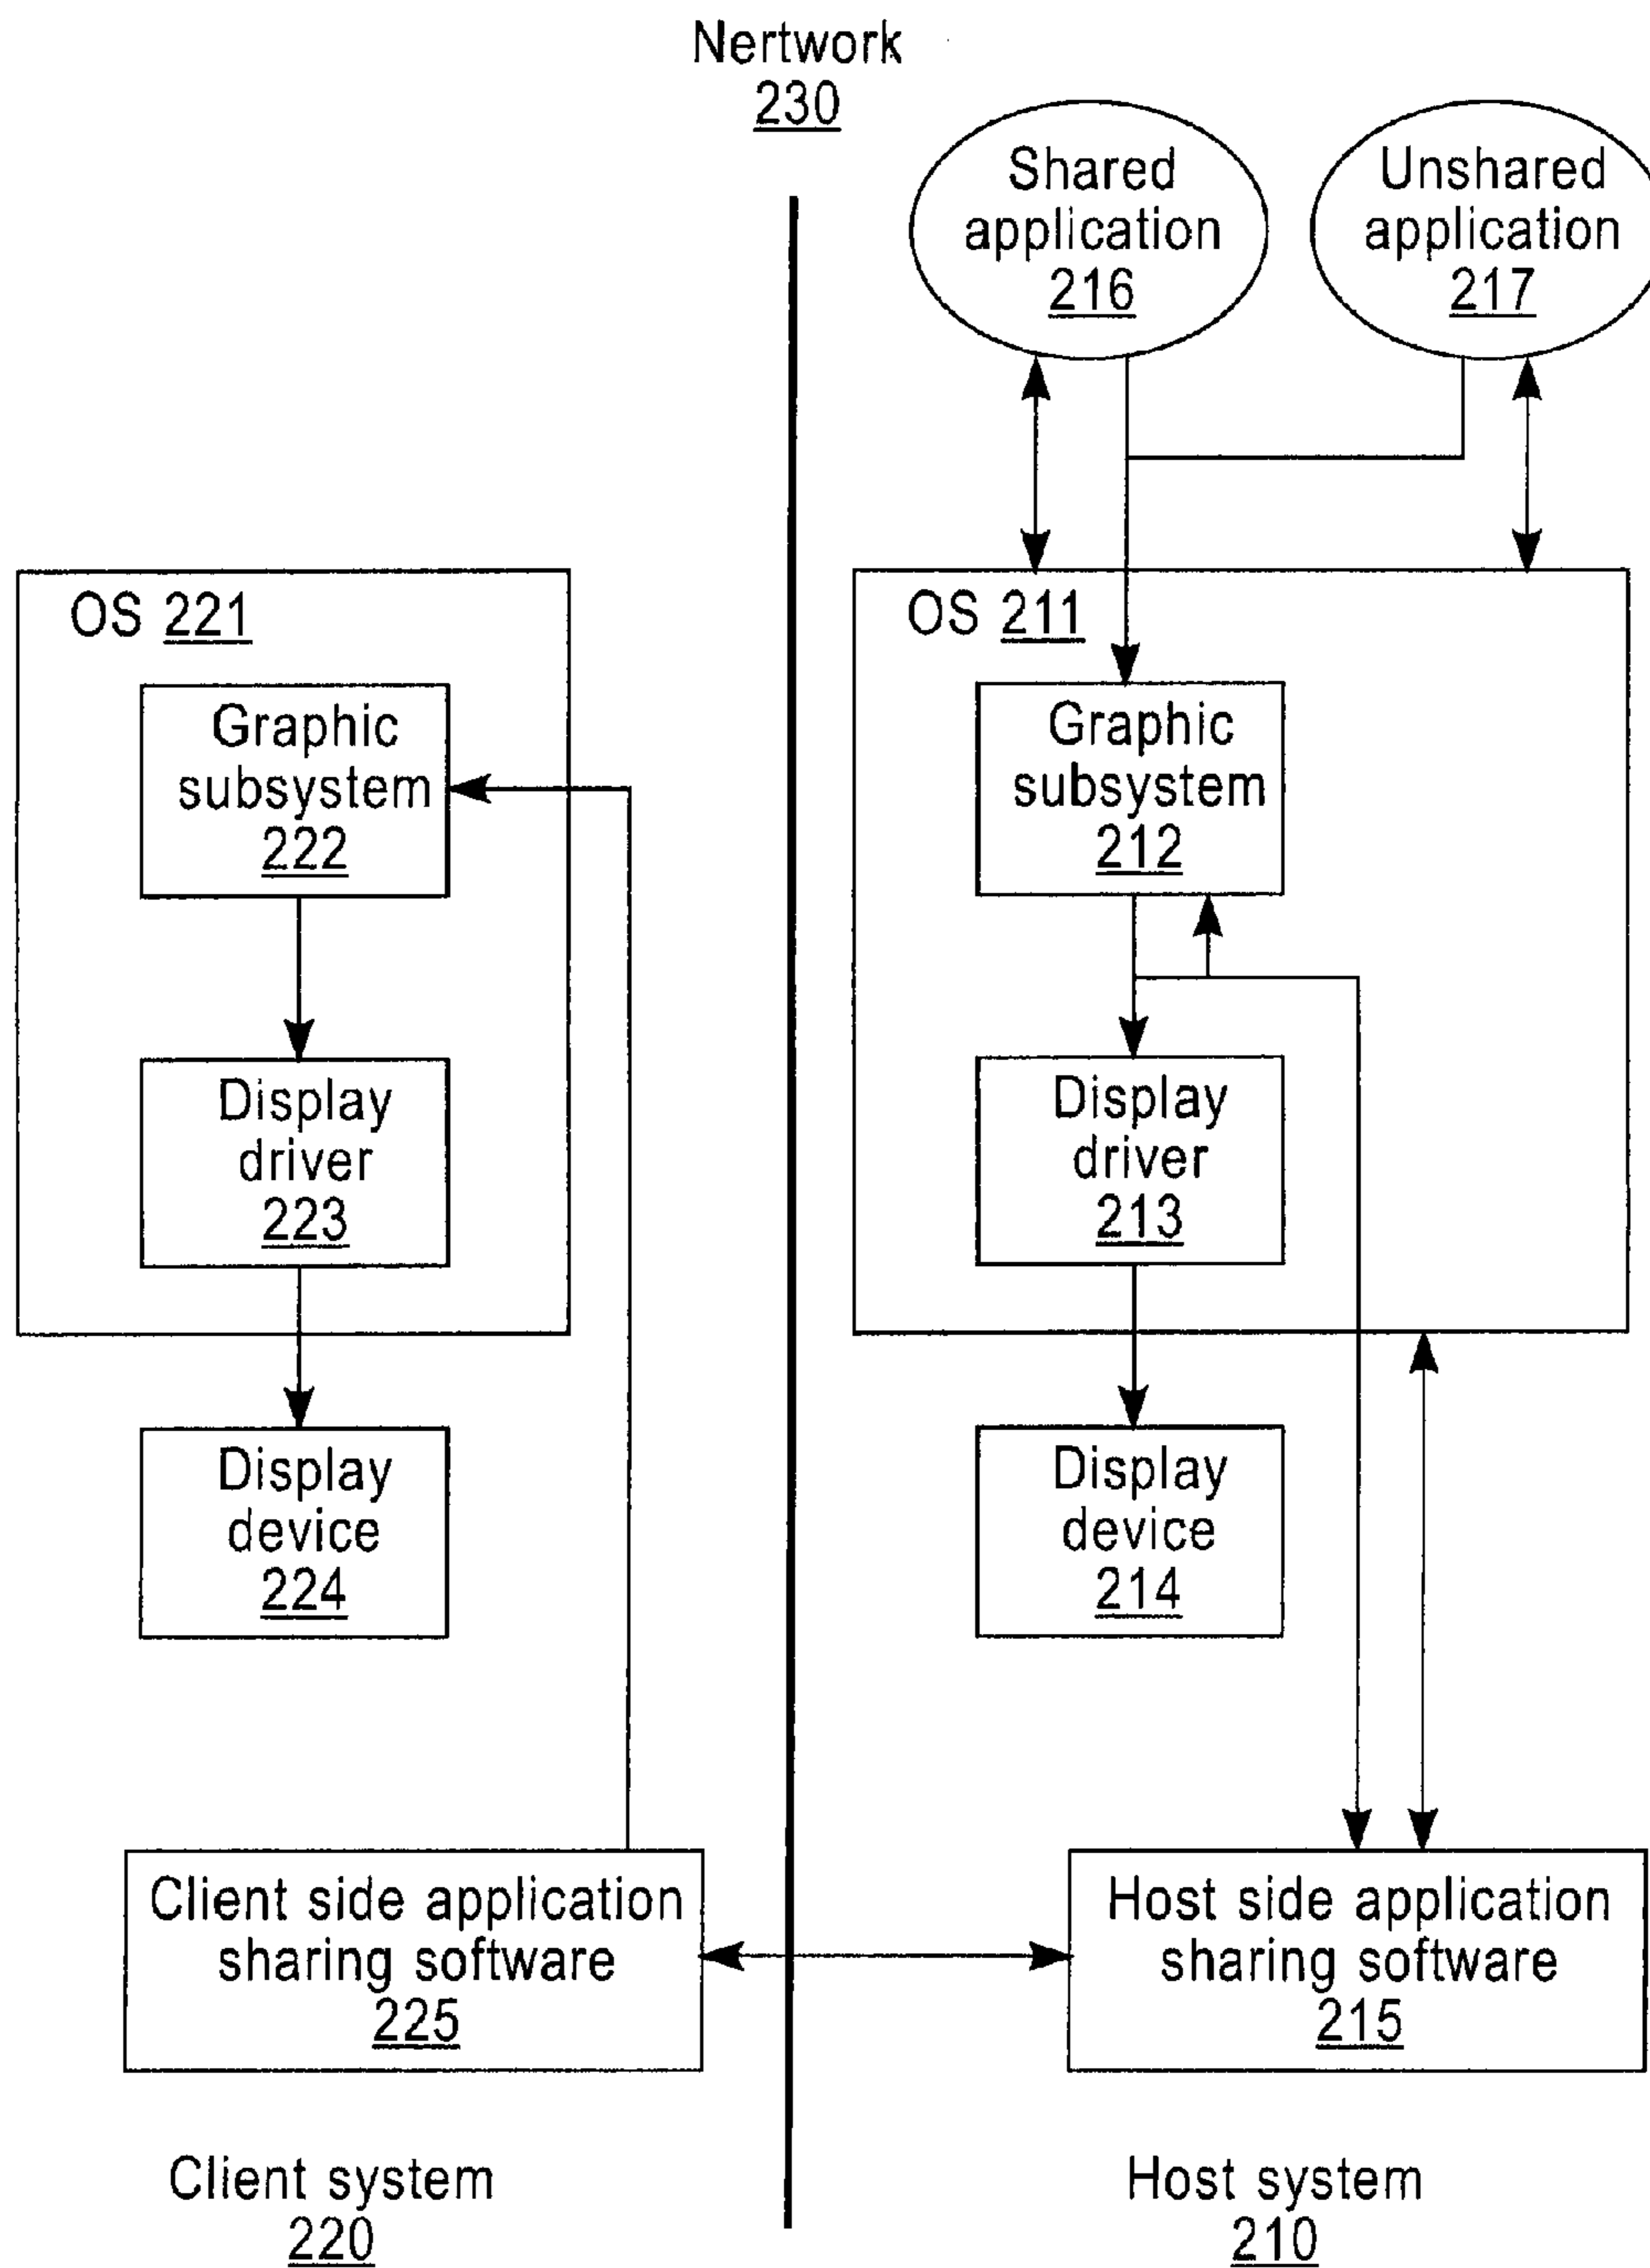 Nertwork
230
Shared
application
216
Unshared
application
217
OS 221
Graphic
subsystem
222
Display
driver
223
Display
device
224
Client side application
sharing software
225
Client system
220
OS 211
Graphic
subsystem
212
Display
driver
213
Display
device
214
Host side application
sharing software
215
Host system
210